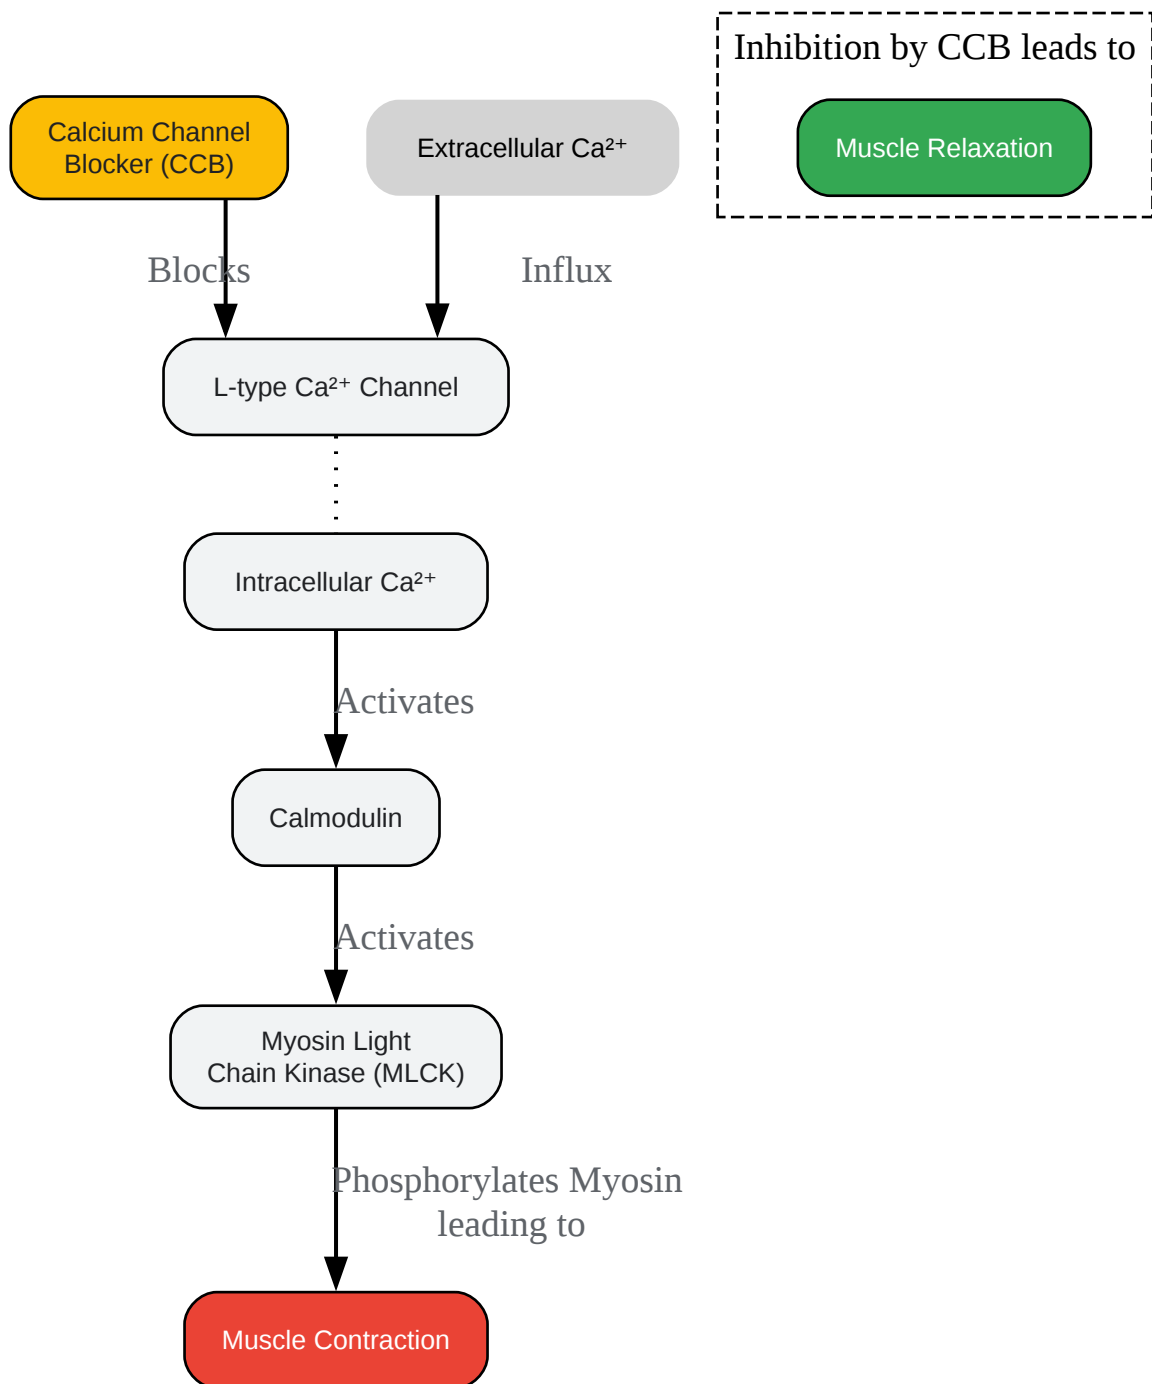 Inhibition by CCB leads to
Calcium Channel
Blocker (CCB)
Extracellular Ca²⁺
Muscle Relaxation
Blocks
Influx
L-type Ca²⁺ Channel
Intracellular Ca²⁺
Activates
Calmodulin
Activates
Myosin Light
Chain Kinase (MLCK)
Phosphorylates Myosin
leading to
Muscle Contraction